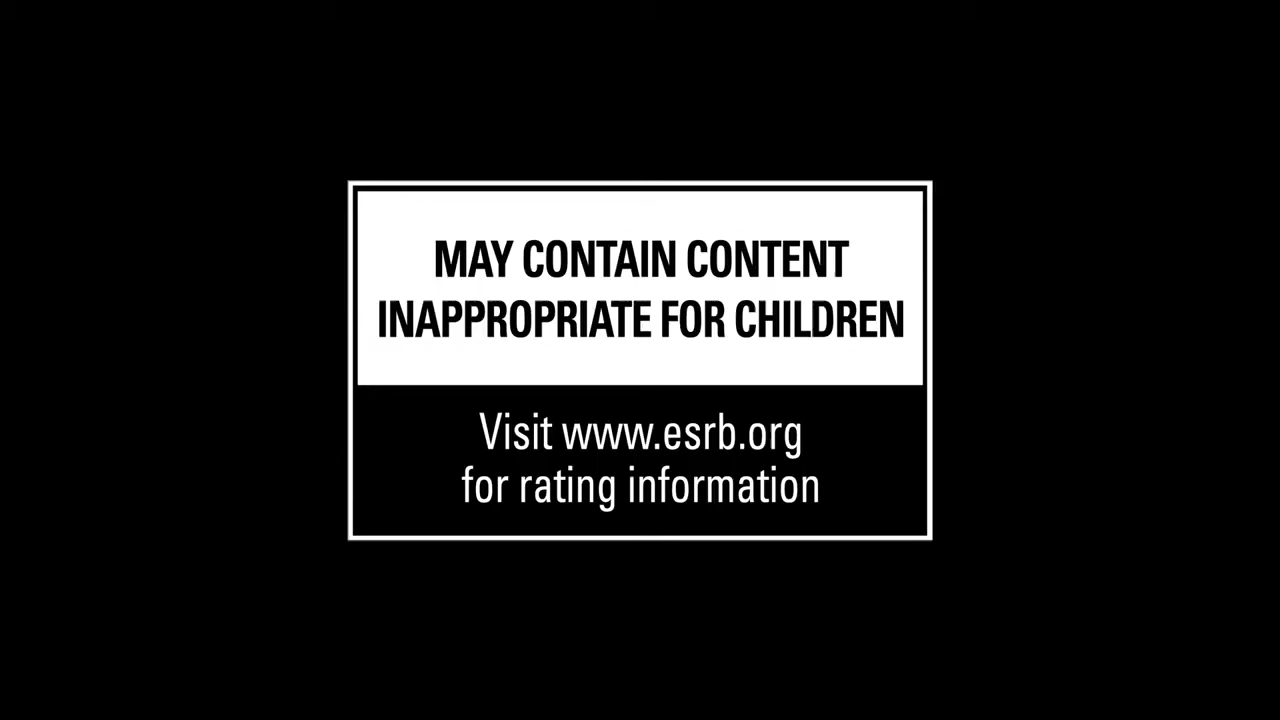 MAY CONTAIN CONTENT
INAPPROPRIATE FOR CHILDREN
Visit www.esrb.org
for rating information